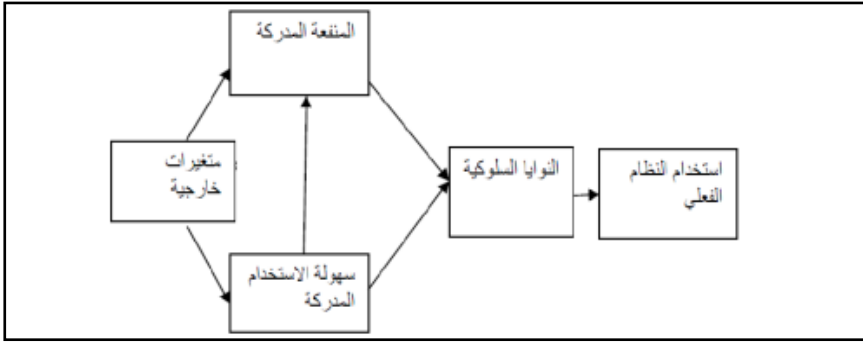 المنفعة المدركة
متغيرات
خارجية
سهولة الاستخدام
المدركة
النوايا السلوكية
استخدام النظام
الفعلي